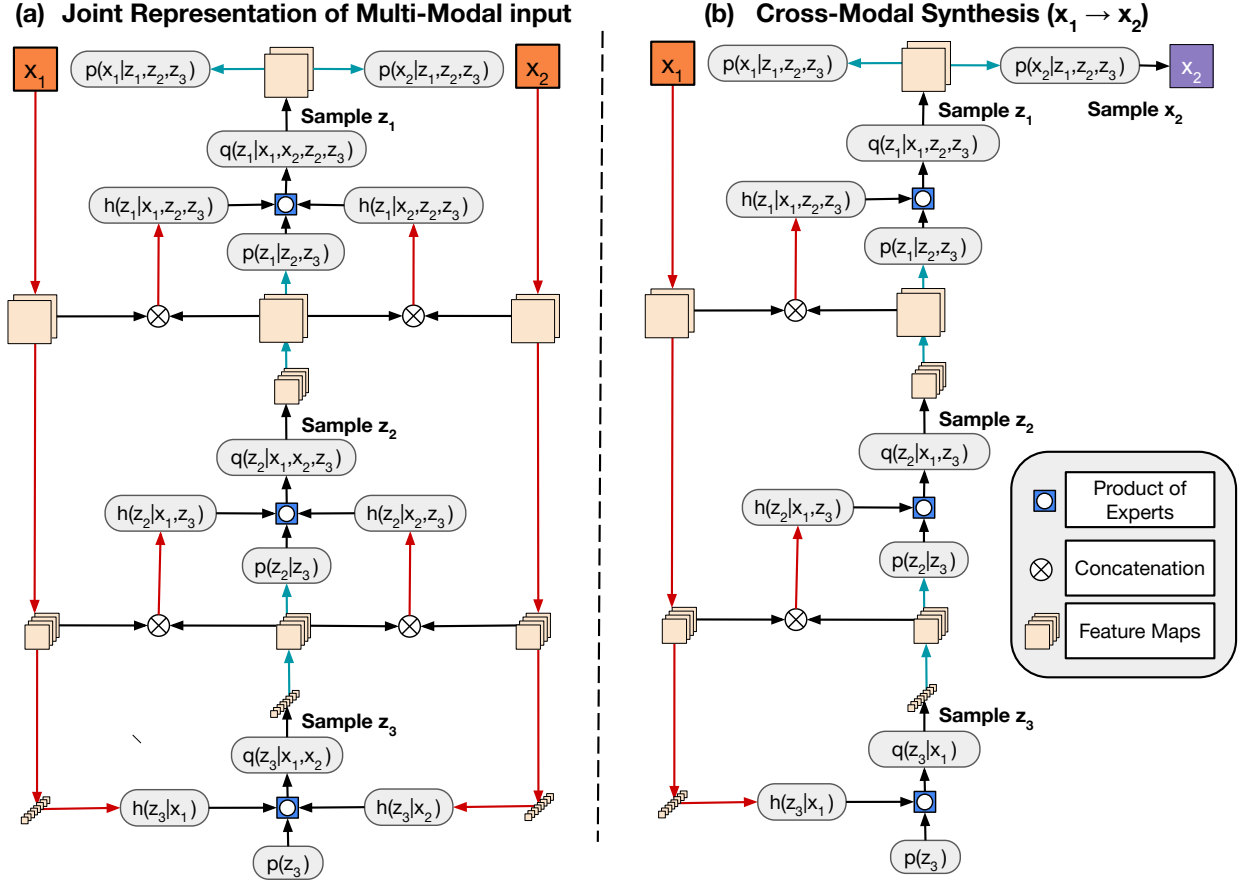 (a) Joint Representation of Multi-Modal input
x₁
p(x₁|z₁,z₂,z₃)
p(x₂|z₁,z₂,z₃)
x₂
Sample z₁
q(z₁|x₁,x₂,z₂,z₃)
h(z₁|x₁,z₂,z₃)
h(z₁|x₂,z₂,z₃)
p(z₁|z₂,z₃)
Sample z₂
q(z₂|x₁,x₂,z₃)
h(z₂|x₁,z₃)
h(z₂|x₂,z₃)
p(z₂|z₃)
Sample z₃
q(z₃|x₁,x₂)
h(z₃|x₁)
h(z₃|x₂)
p(z₃)
(b) Cross-Modal Synthesis (x₁ → x₂)
x₁
p(x₁|z₁,z₂,z₃)
p(x₂|z₁,z₂,z₃)
x₂
Sample z₁
Sample x₂
q(z₁|x₁,z₂,z₃)
h(z₁|x₁,z₂,z₃)
p(z₁|z₂,z₃)
Sample z₂
q(z₂|x₁,z₃)
h(z₂|x₁,z₃)
p(z₂|z₃)
Sample z₃
q(z₃|x₁)
h(z₃|x₁)
p(z₃)
Product of
Experts
Concatenation
Feature Maps